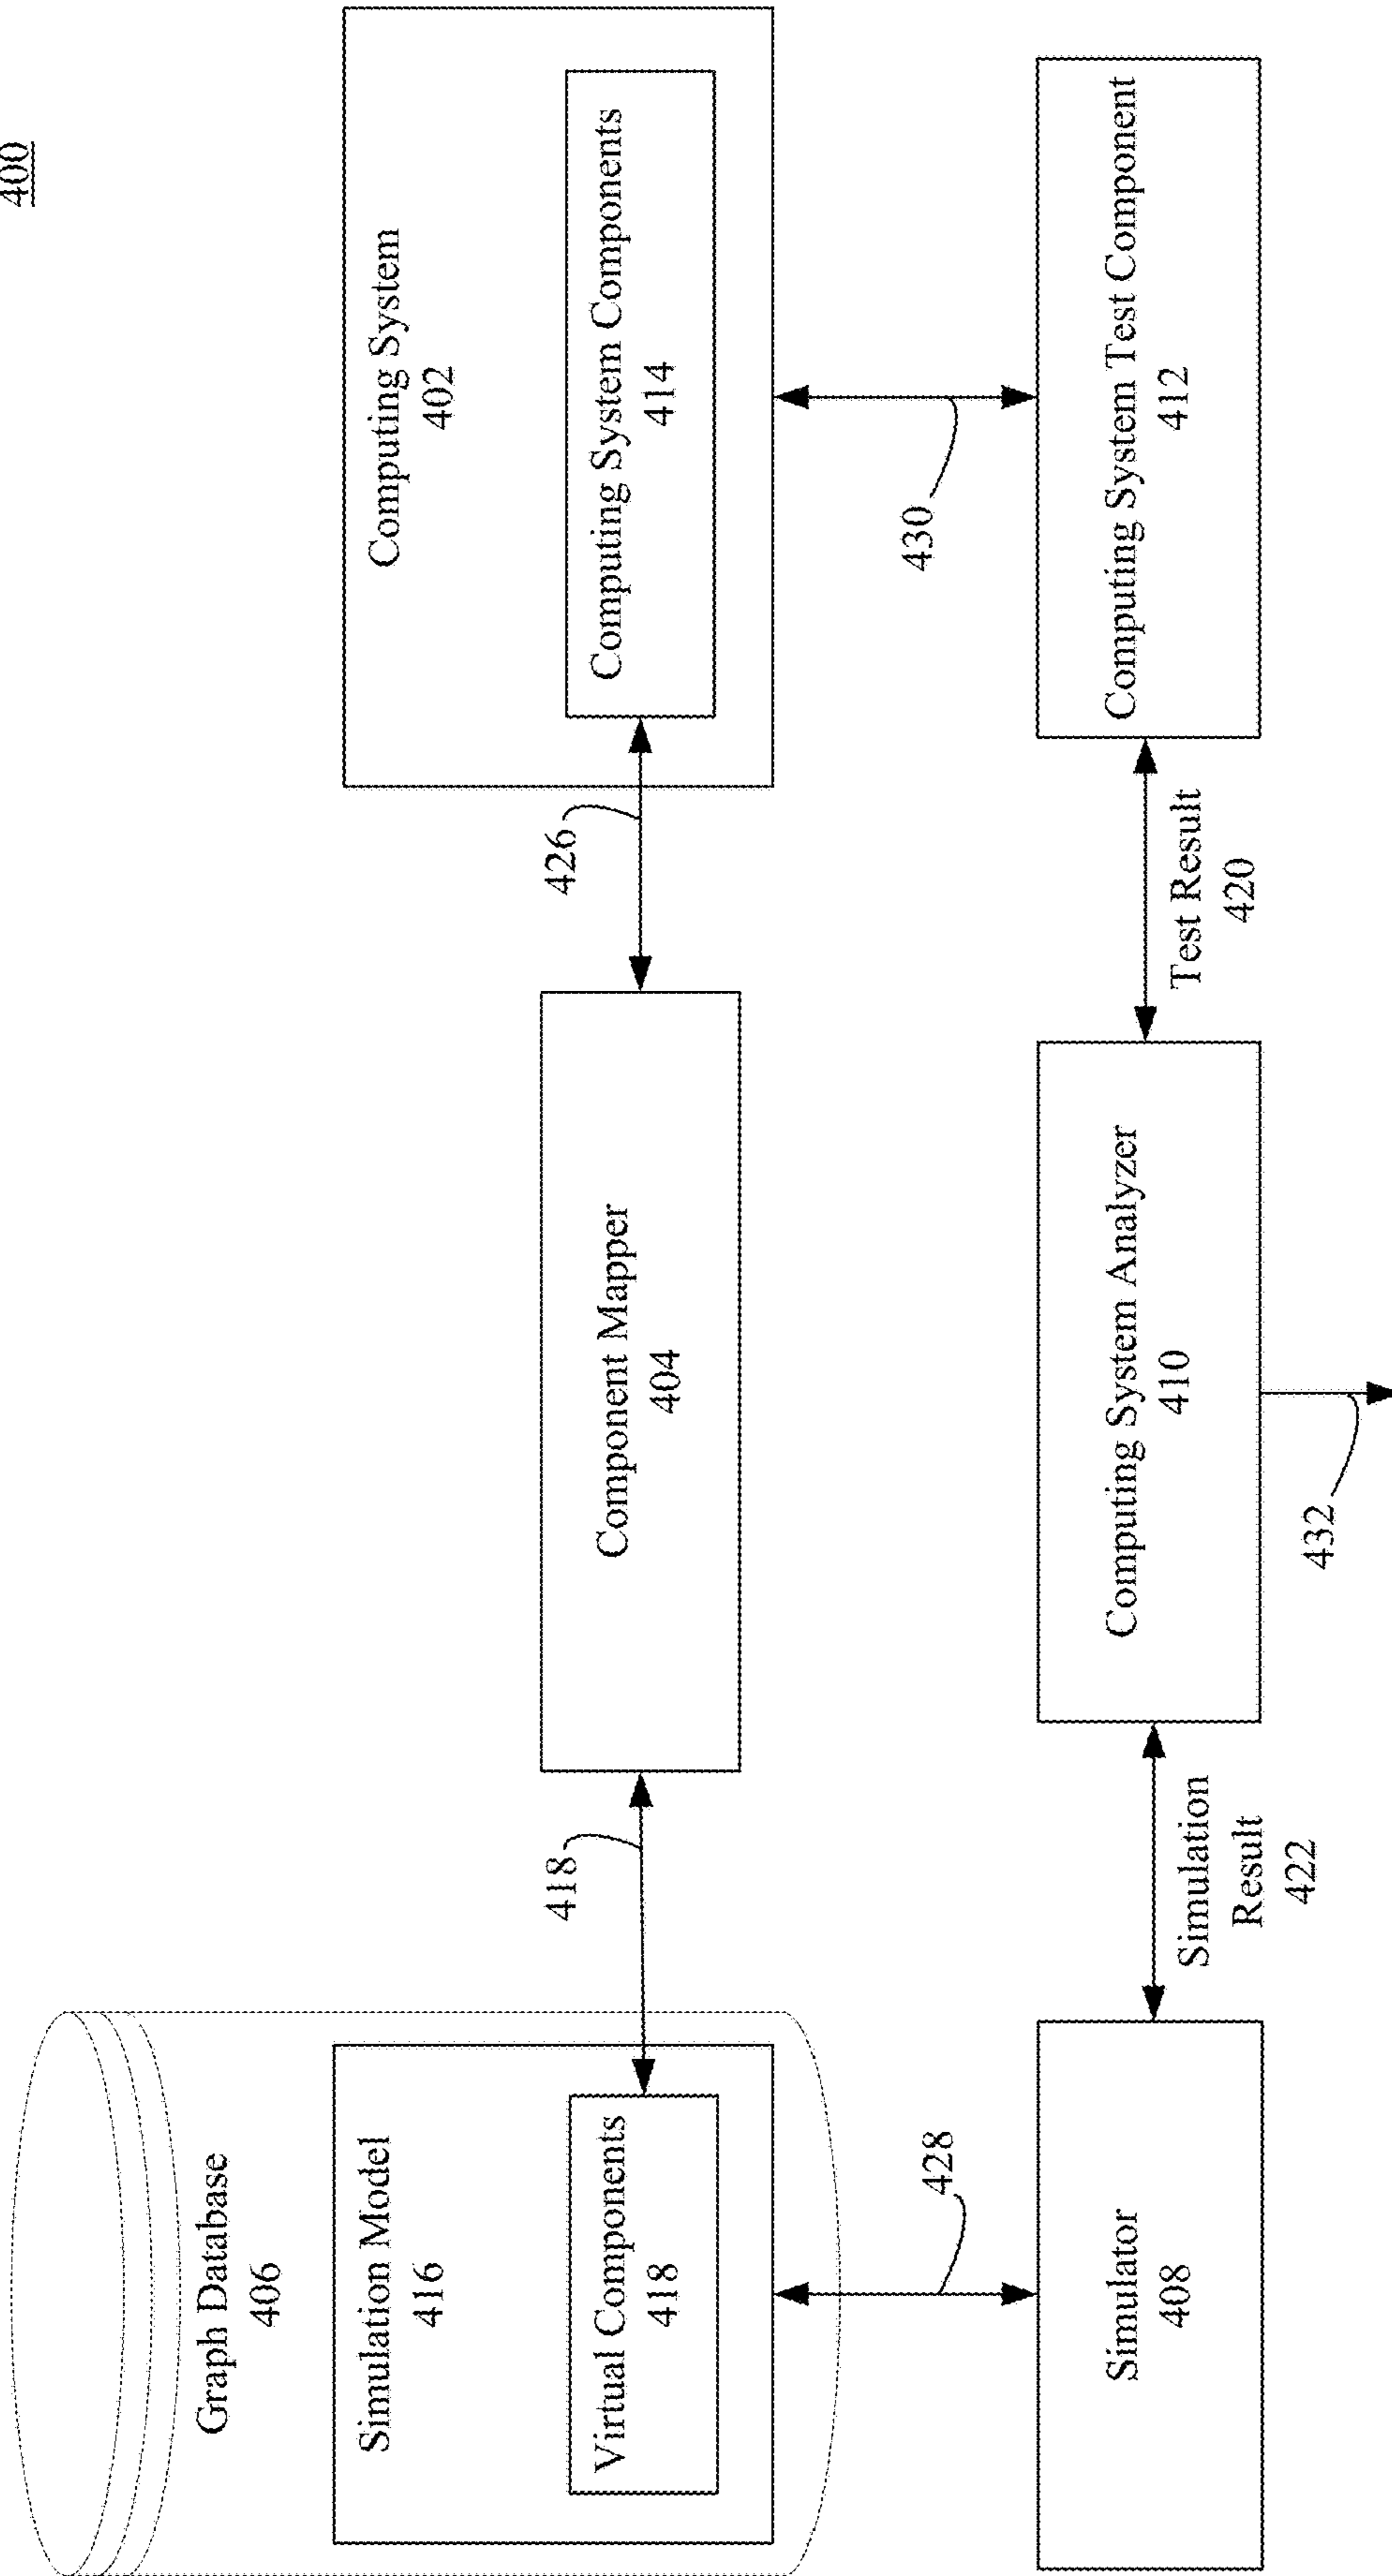 400
Graph Database
406
Simulation Model
416
Virtual Components
418
418
Component Mapper
404
426
Computing System
402
Computing System Components
414
428
430
Simulator
408
Simulation
Result
422
Computing System Analyzer
410
Test Result
420
Computing System Test Component
412
432